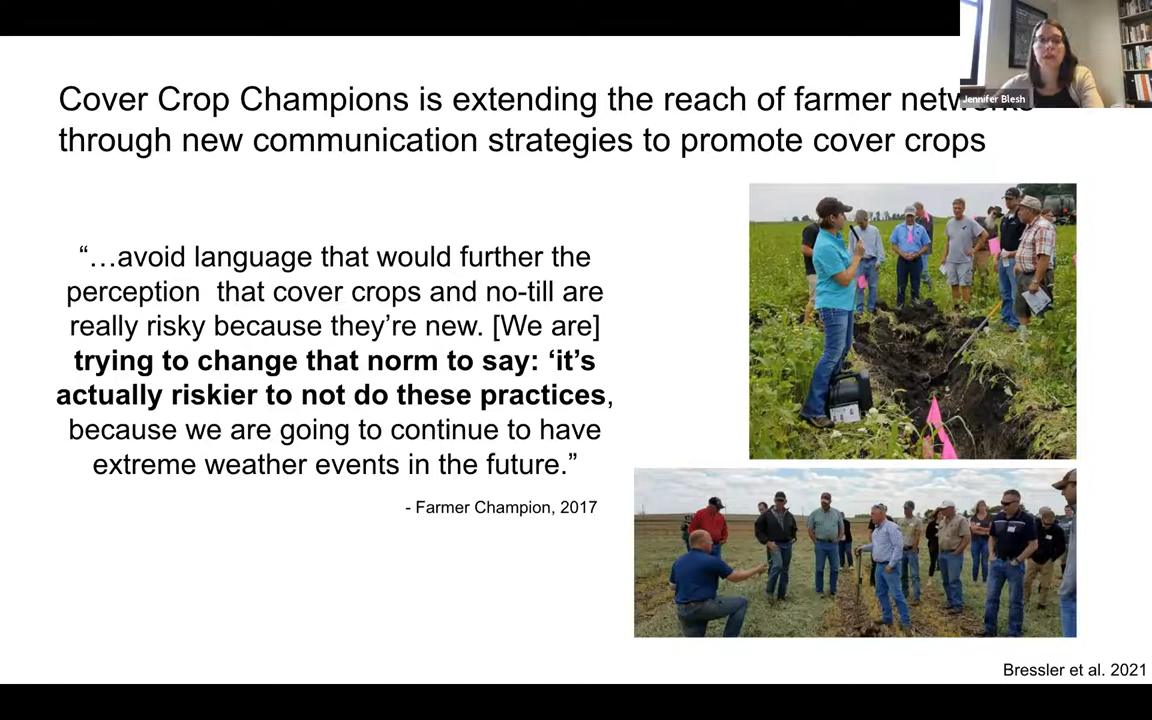 Cover Crop Champions is extending the reach of farmer networks
through new communication strategies to promote cover crops
Jennifer Blesh
“…avoid language that would further the
perception that cover crops and no-till are
really risky because they’re new. [We are]
trying to change that norm to say: ‘it’s
actually riskier to not do these practices,
because we are going to continue to have
extreme weather events in the future.”
- Farmer Champion, 2017
Bressler et al. 2021